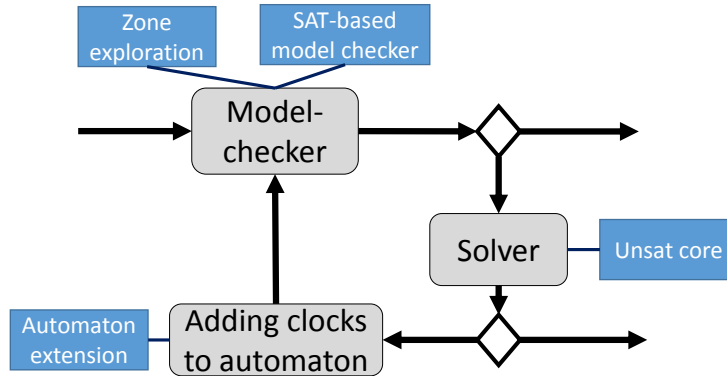 Zone
exploration
SAT-based
model checker
Model-
checker
Solver
Unsat core
Automaton
extension
Adding clocks
to automaton